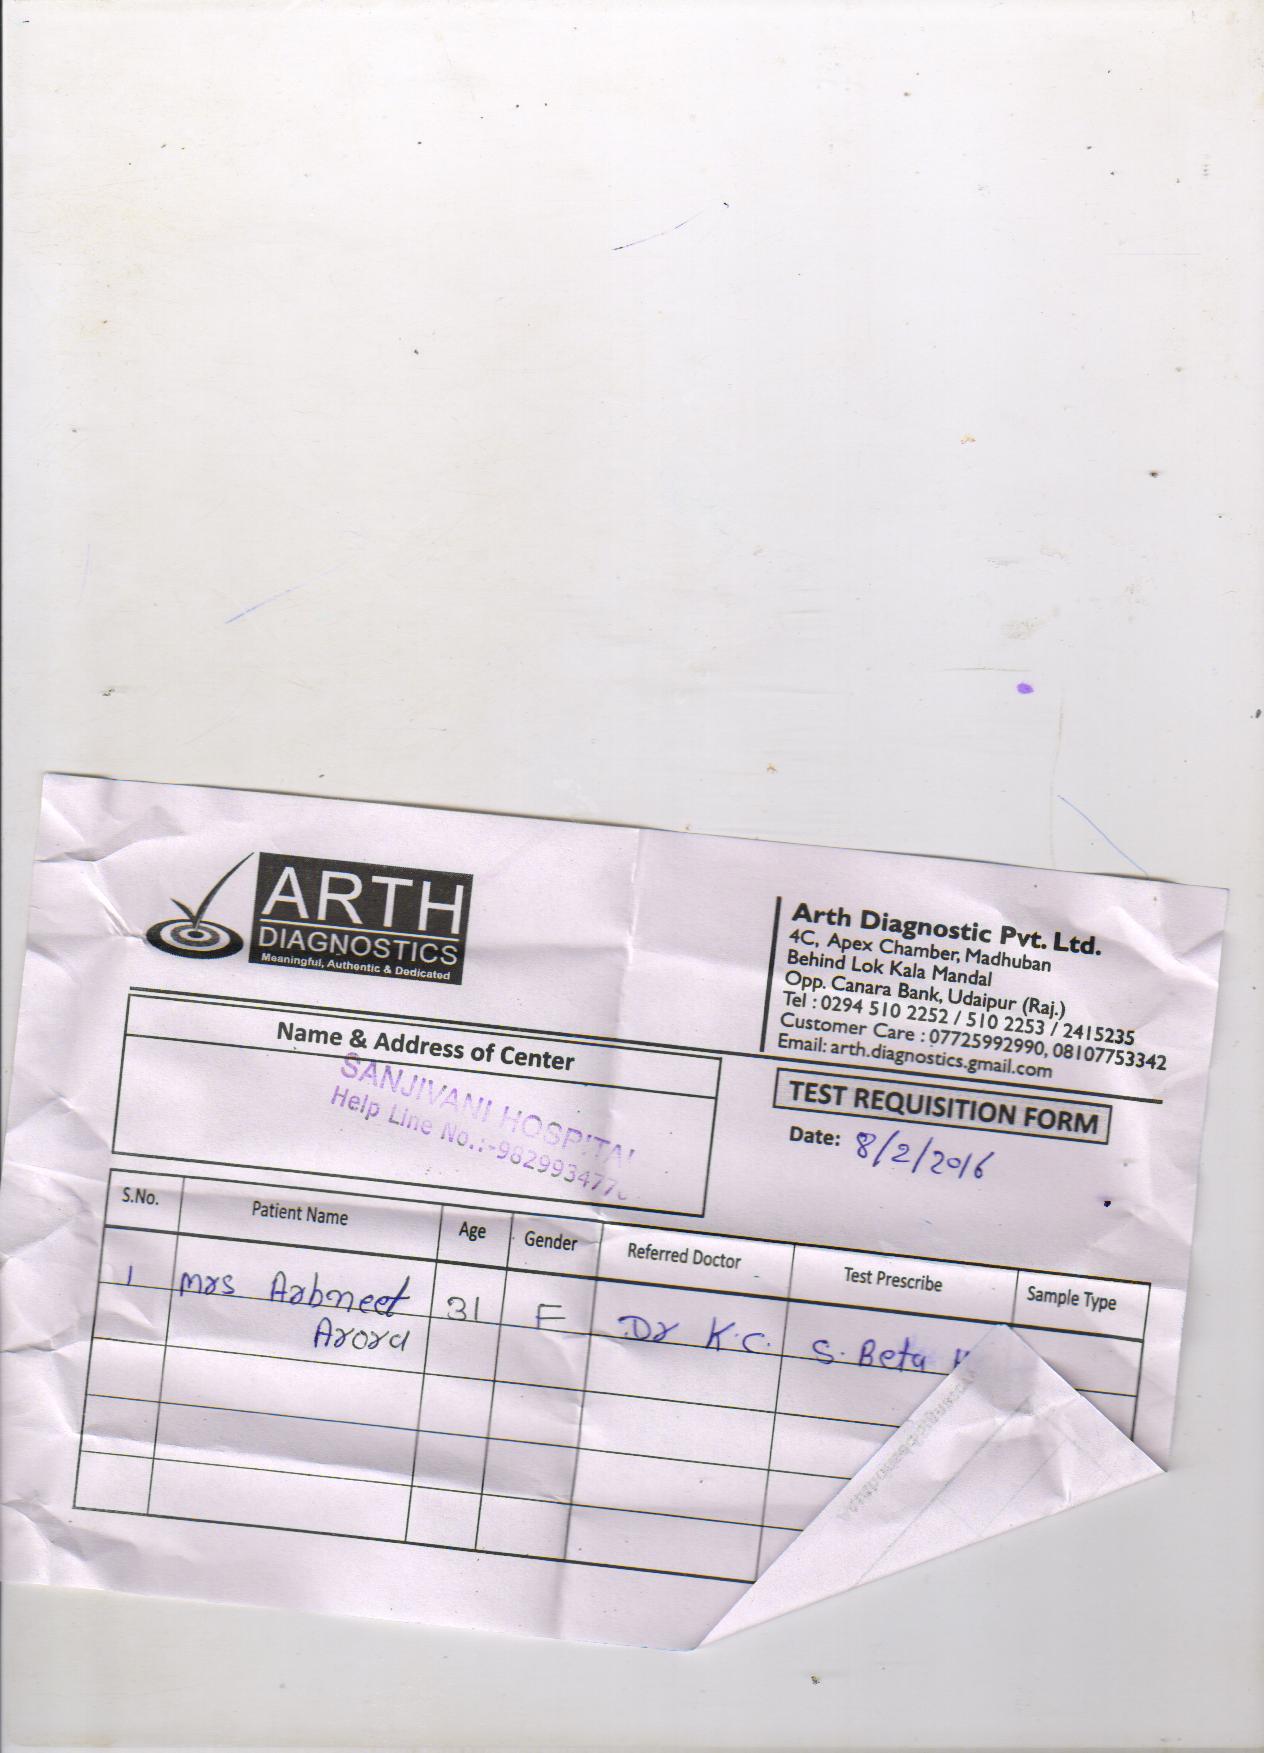 ARTH
DIAGNOSTICS
Meaningful, Authentic & Dedicated
Arth Diagnostic Pvt. Ltd.
4C, Apex Chamber, Madhuban
Behind Lok Kala Mandal
Opp. Canara Bank, Udaipur (Raj.)
Tel : 0294 510 2252 / 510 2253 / 2415235
Customer Care : 07725992990, 08107753342
Email: arth.diagnostics.gmail.com
Name & Address of Center
SANJIVANI HOSPITAL
Help Line No.:-982993477
TEST REQUISITION FORM
Date: 8/2/2016
S.No. Patient Name Age Gender Referred Doctor Test Prescribe Sample Type
1 Mrs Arbneet 31 F Dr K.C. S. Beta
Arora